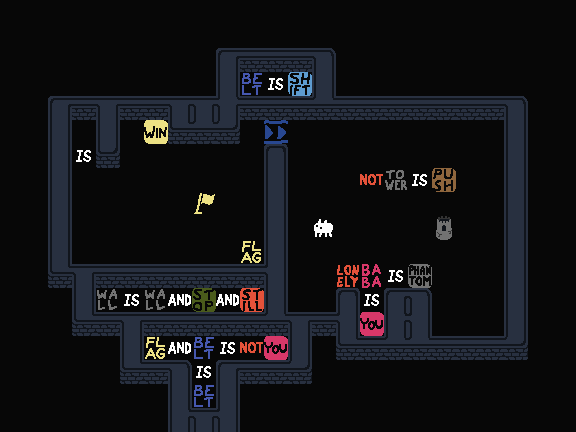 BELT IS SHIFT
WIN
IS
NOT TOWER IS PUSH
FLAG
LONELY BABA IS PHANTOM
WALL IS WALL AND STOP AND STILL
IS
YOU
FLAG AND BELT IS NOT YOU
IS
BELT